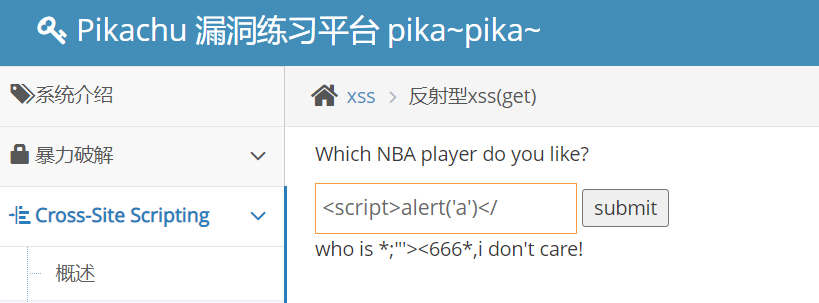 Pikachu 漏洞练习平台 pika~pika~
系统介绍
xss > 反射型xss(get)
暴力破解
Which NBA player do you like?
<script>alert('a')</
submit
Cross-Site Scripting
who is *;"'><666*,i don't care!
概述